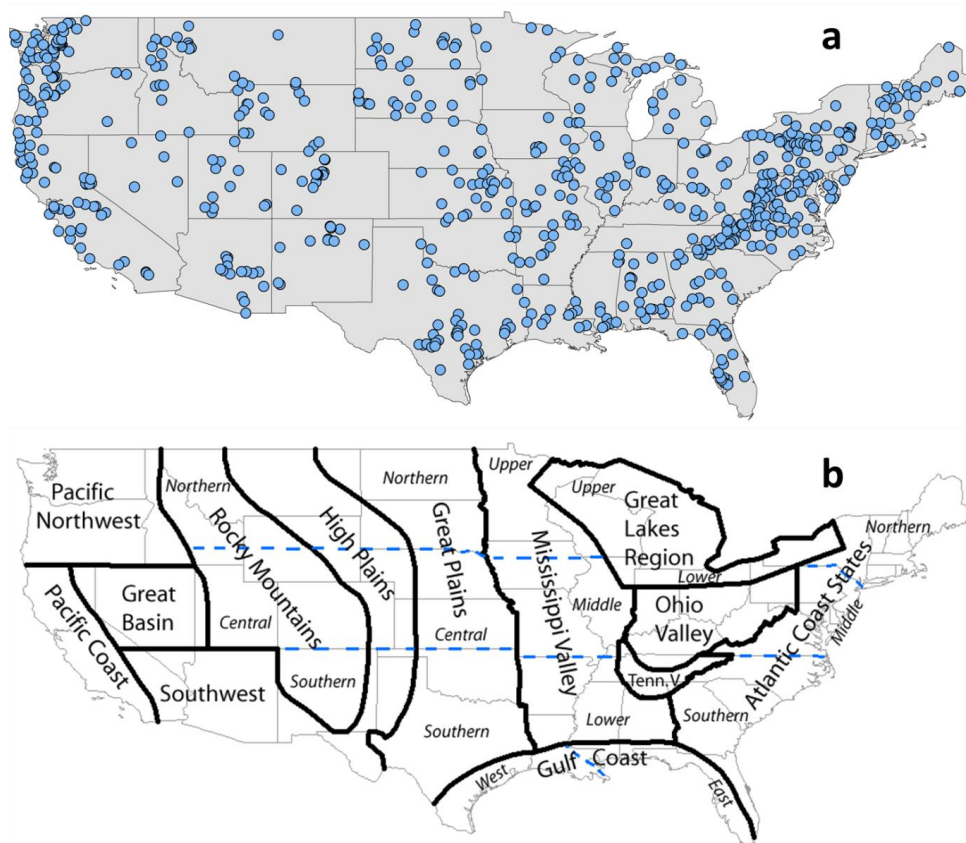 a
b
Pacific
Northwest
Northern
Rocky Mountains
High Plains
Northern
Great Plains
Upper
Mississippi Valley
Upper
Great
Lakes
Region
Lower
Northern
Atlantic Coast States
Middle
Pacific Coast
Great
Basin
Central
Central
Middle
Ohio
Valley
Southwest
Southern
Southern
Tenn. V.
Lower
Southern
West
Gulf
Coast
East